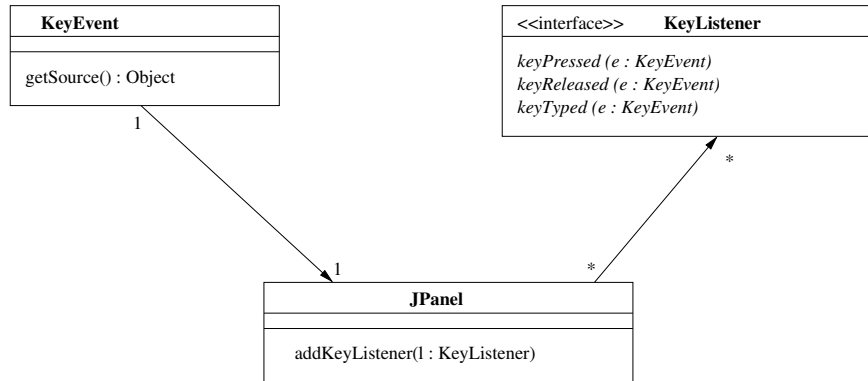 KeyEvent
getSource() : Object
<<interface>> KeyListener
keyPressed (e : KeyEvent)
keyReleased (e : KeyEvent)
keyTyped (e : KeyEvent)
1
*
1
*
JPanel
addKeyListener(l : KeyListener)